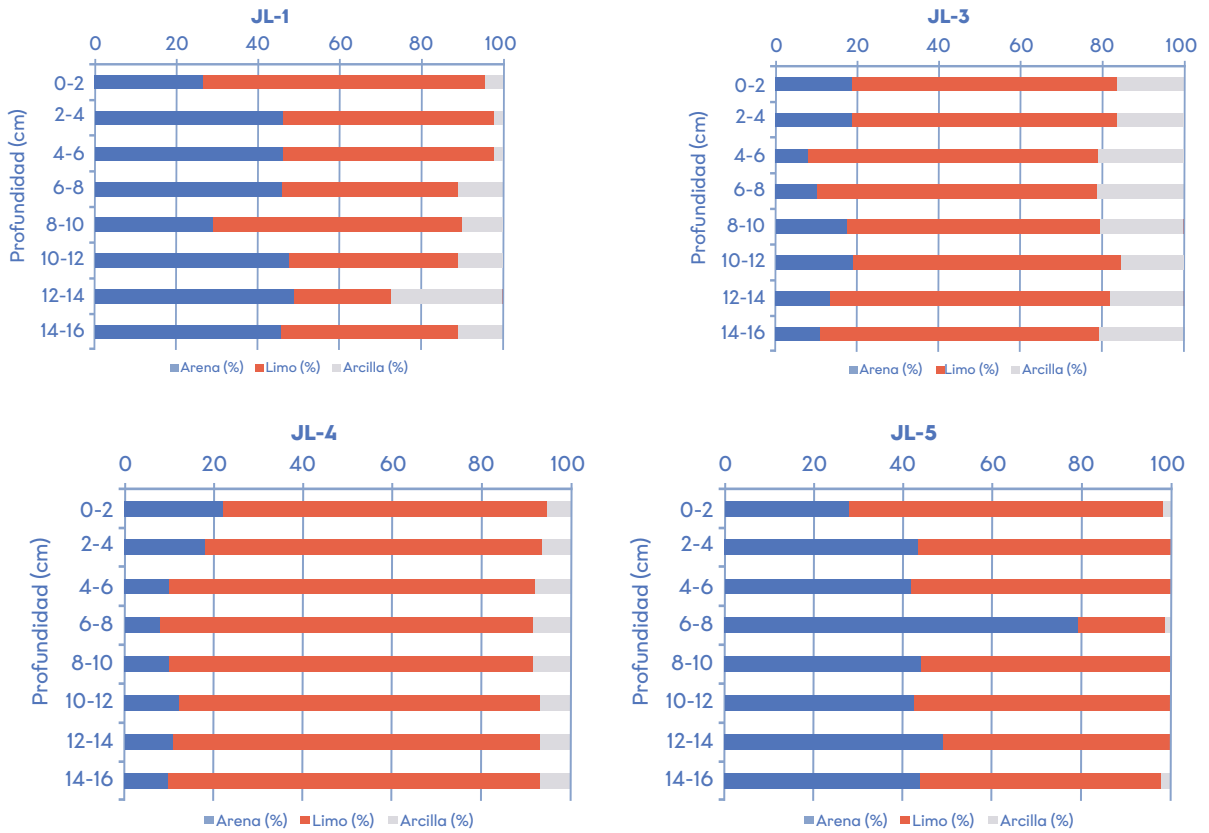 JL-1
0 20 40 60 80 100
Profundidad (cm)
0-2
2-4
4-6
6-8
8-10
10-12
12-14
14-16
Arena (%) Limo (%) Arcilla (%)
JL-3
0 20 40 60 80 100
Profundidad (cm)
0-2
2-4
4-6
6-8
8-10
10-12
12-14
14-16
Arena (%) Limo (%) Arcilla (%)
JL-4
0 20 40 60 80 100
Profundidad (cm)
0-2
2-4
4-6
6-8
8-10
10-12
12-14
14-16
Arena (%) Limo (%) Arcilla (%)
JL-5
0 20 40 60 80 100
Profundidad (cm)
0-2
2-4
4-6
6-8
8-10
10-12
12-14
14-16
Arena (%) Limo (%) Arcilla (%)